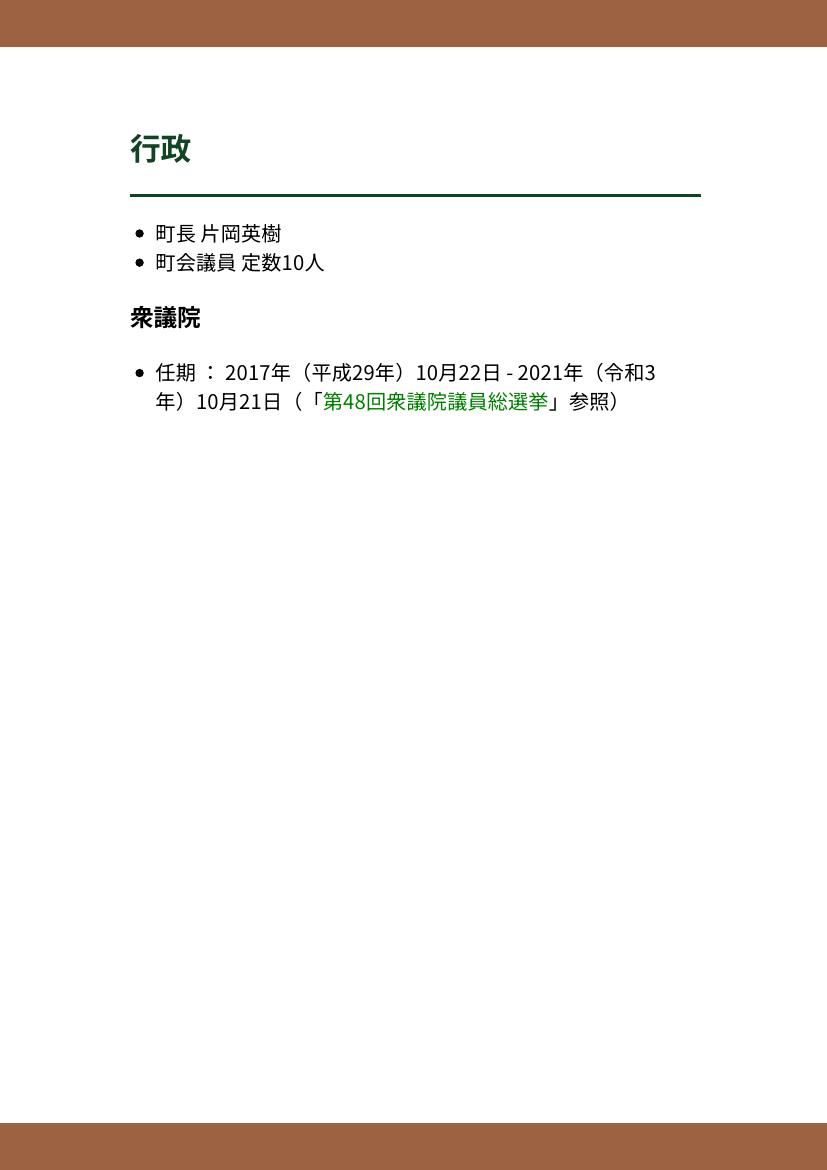 行政
町長 片岡英樹
町会議員 定数10人
衆議院
任期 ： 2017年（平成29年）10月22日 - 2021年（令和3
年）10月21日（「第48回衆議院議員総選挙」参照）